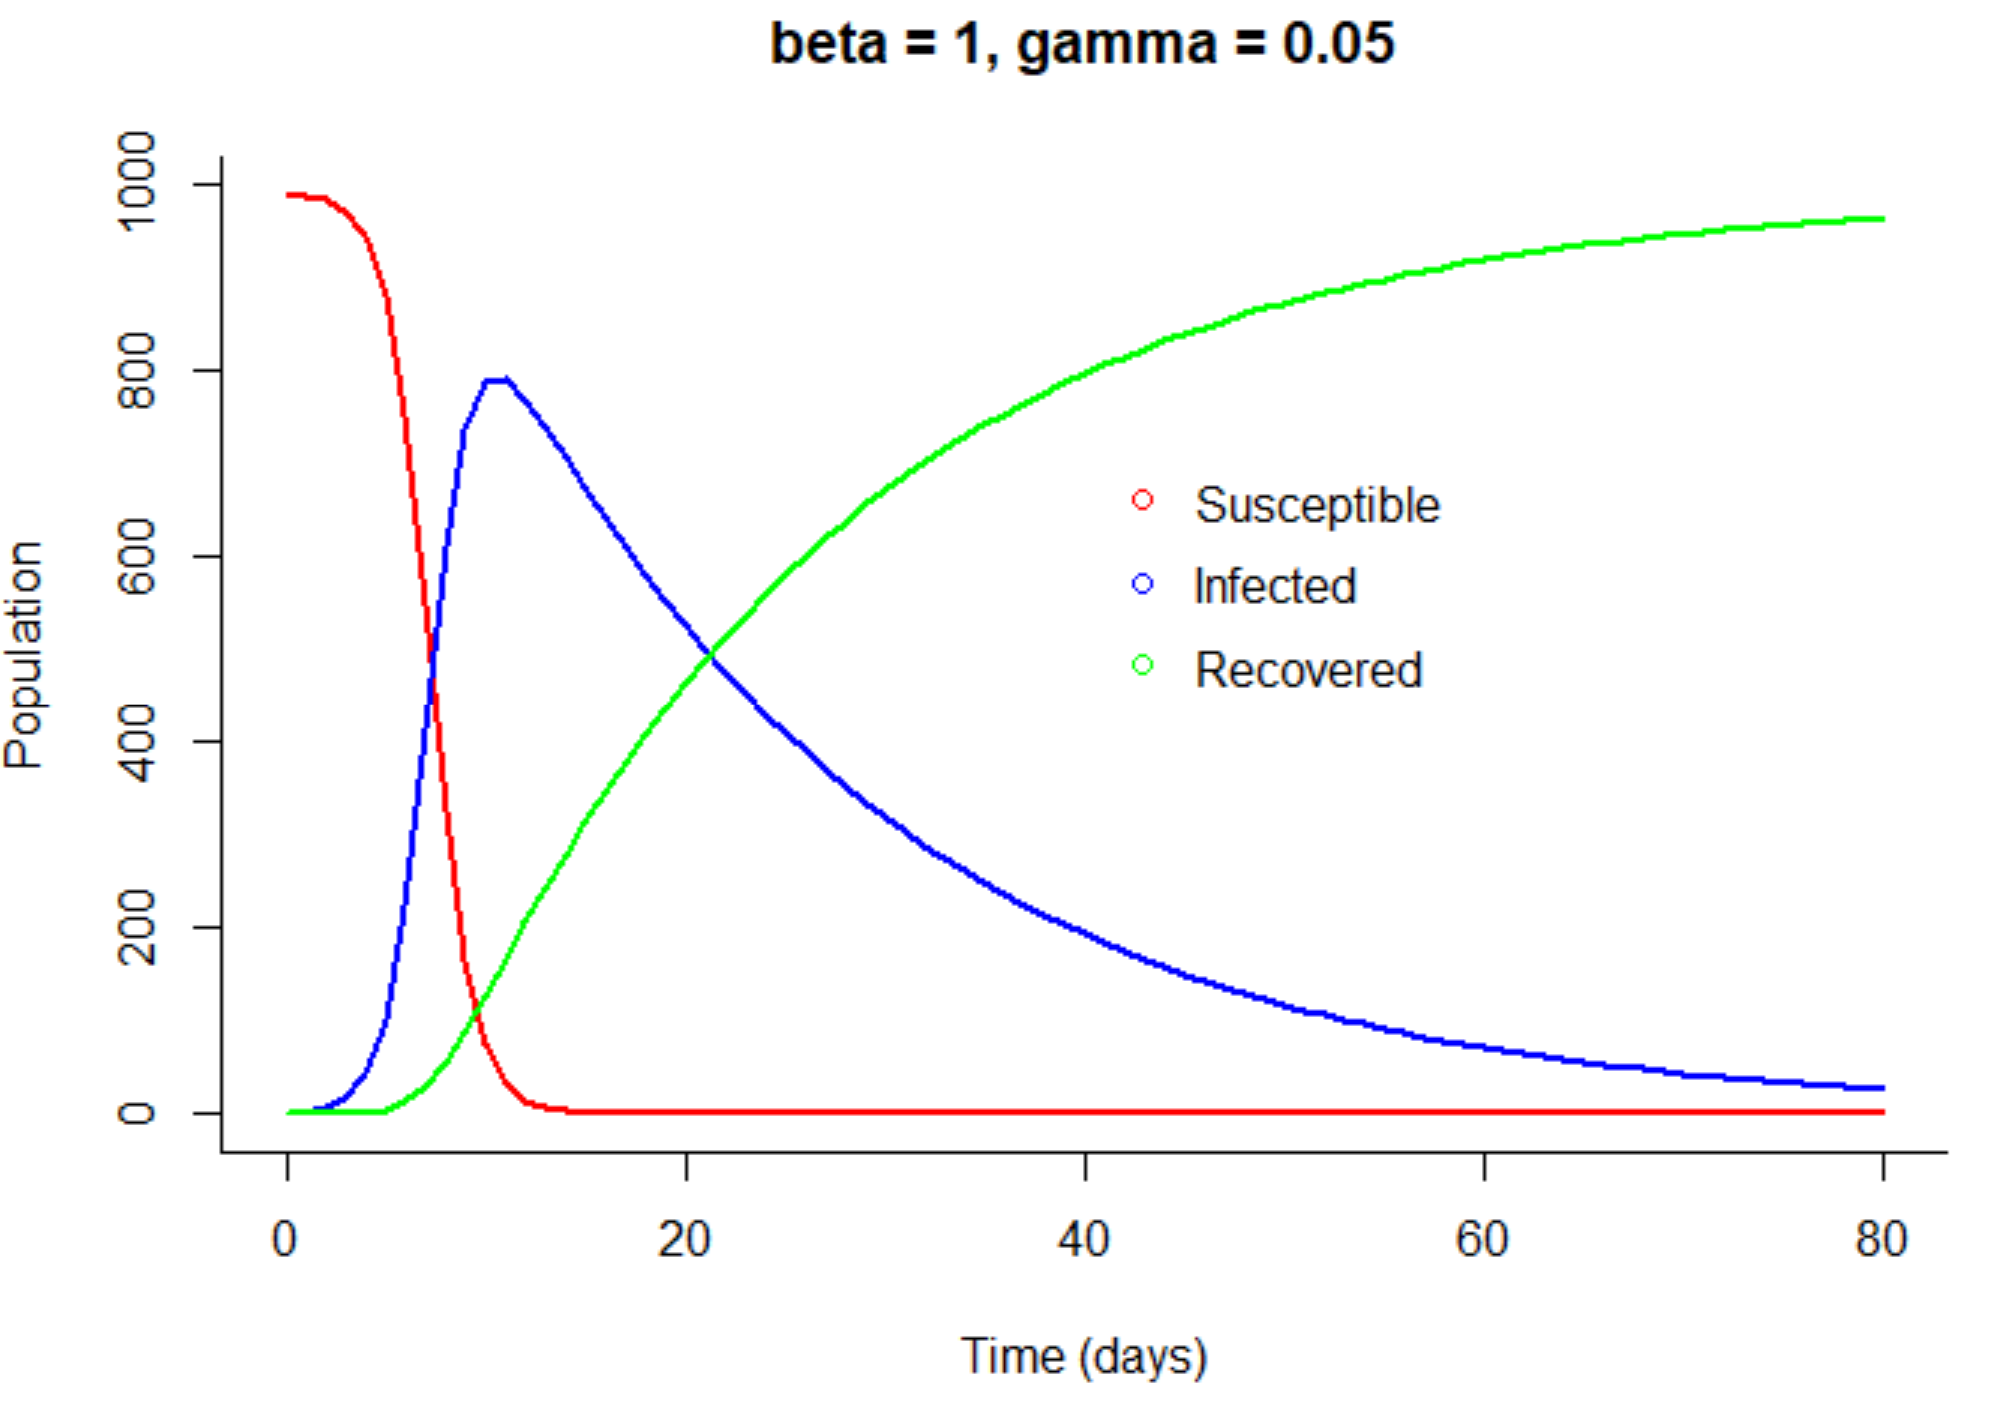 beta = 1, gamma = 0.05
Population
1000
800
600
400
200
0
Susceptible
Infected
Recovered
0 20 40 60 80
Time (days)